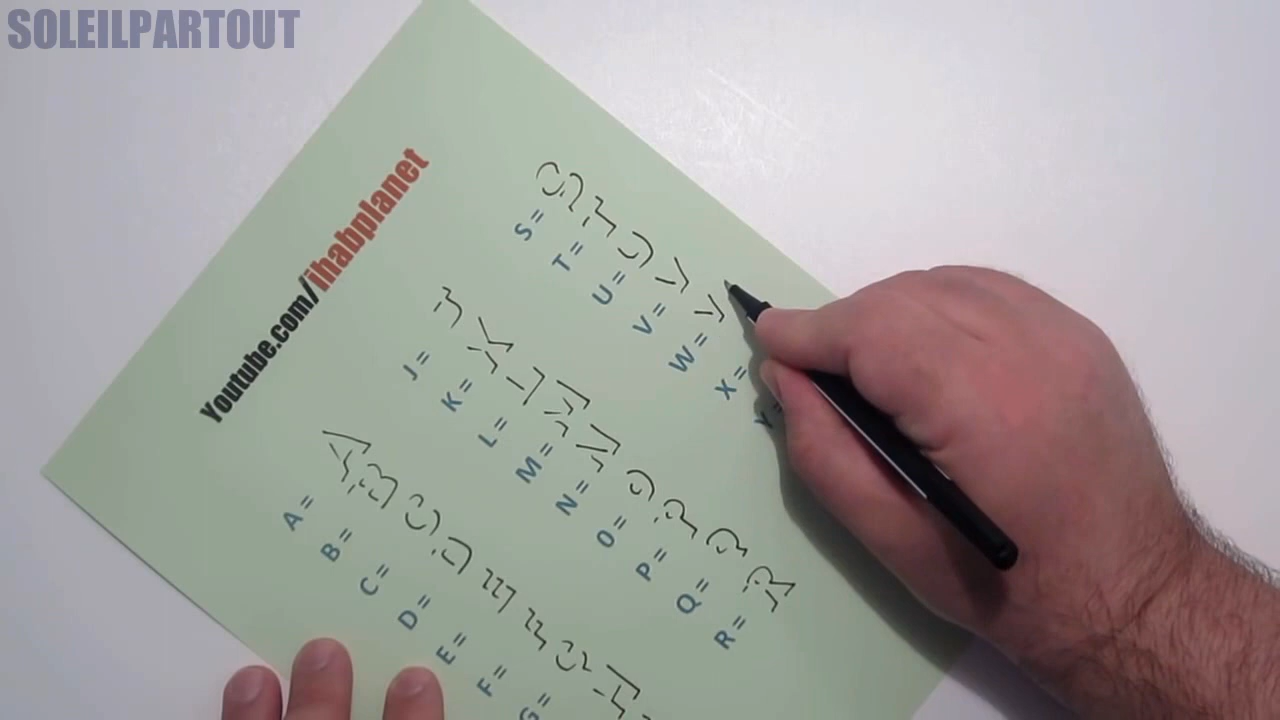 SOLEILPARTOUT
Youtube.com/ihabplanet
A=
B=
C=
D=
E=
F=
G=
J=
K=
L=
M=
N=
O=
P=
Q=
R=
S=
T=
U=
V=
W=
X=
Y=